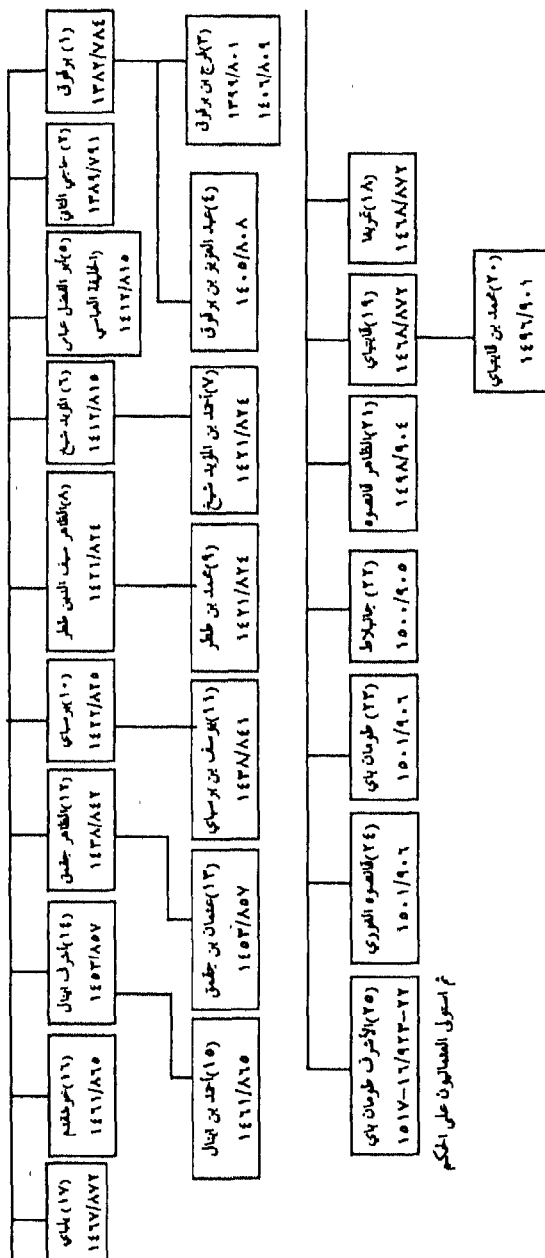 (١) برقوق
١٣٨٢/٧٨٤
(٢) حاجي الثاني
١٣٨٩/٧٩١
(٣) فرج بن برقوق
١٣٩٩/٨٠١
١٤٠٦/٨٠٩
(٤) عبد العزيز بن برقوق
١٤٠٥/٨٠٨
(٥) أبو الفضل عباس
(الخليفة العباسي)
١٤١٢/٨١٥
(٦) المؤيد شيخ
١٤١٢/٨١٥
(٧) أحمد بن المؤيد شيخ
١٤٢١/٨٢٤
(٨) الظاهر سيف الدين ططر
١٤٢١/٨٢٤
(٩) محمد بن ططر
١٤٢١/٨٢٤
(١٠) برسباي
١٤٢٢/٨٢٥
(١١) يوسف بن برسباي
١٤٣٨/٨٤١
(١٢) الظاهر جقمق
١٤٣٨/٨٤٢
(١٣) عثمان بن جقمق
١٤٥٣/٨٥٧
(١٤) أشرف اينال
١٤٥٣/٨٥٧
(١٥) أحمد بن اينال
١٤٦١/٨٦٥
(١٦) خوشقدم
١٤٦١/٨٦٥
(١٧) يلباي
١٤٦٧/٨٧٢
(١٨) تمربغا
١٤٦٨/٨٧٢
(١٩) قايتباي
١٤٦٨/٨٧٢
(٢٠) محمد بن قايتباي
١٤٩٦/٩٠١
(٢١) الظاهر قانصوه
١٤٩٨/٩٠٤
(٢٢) جانبلاط
١٥٠٠/٩٠٥
(٢٣) طومان باي
١٥٠١/٩٠٦
(٢٤) قانصوه الغوري
١٥٠١/٩٠٦
(٢٥) الأشرف طومان باي
١٥١٧-١٦/٩٢٣-٢٢
ثم استولى العثمانيون على الحكم